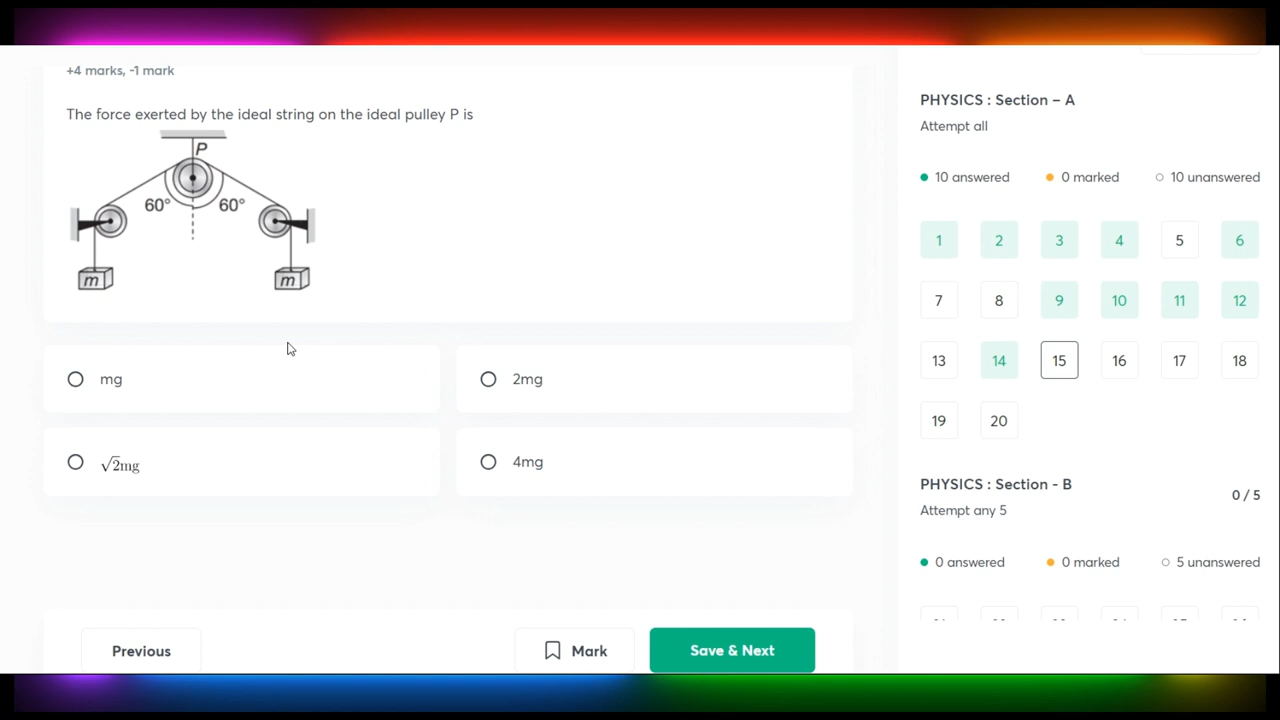 +4 marks, -1 mark
The force exerted by the ideal string on the ideal pulley P is
P
60° 60°
m m
mg
2mg
√2mg
4mg
Previous
Mark
Save & Next
PHYSICS : Section – A
Attempt all
10 answered 0 marked 10 unanswered
1 2 3 4 5 6
7 8 9 10 11 12
13 14 15 16 17 18
19 20
PHYSICS : Section - B
0 / 5
Attempt any 5
0 answered 0 marked 5 unanswered